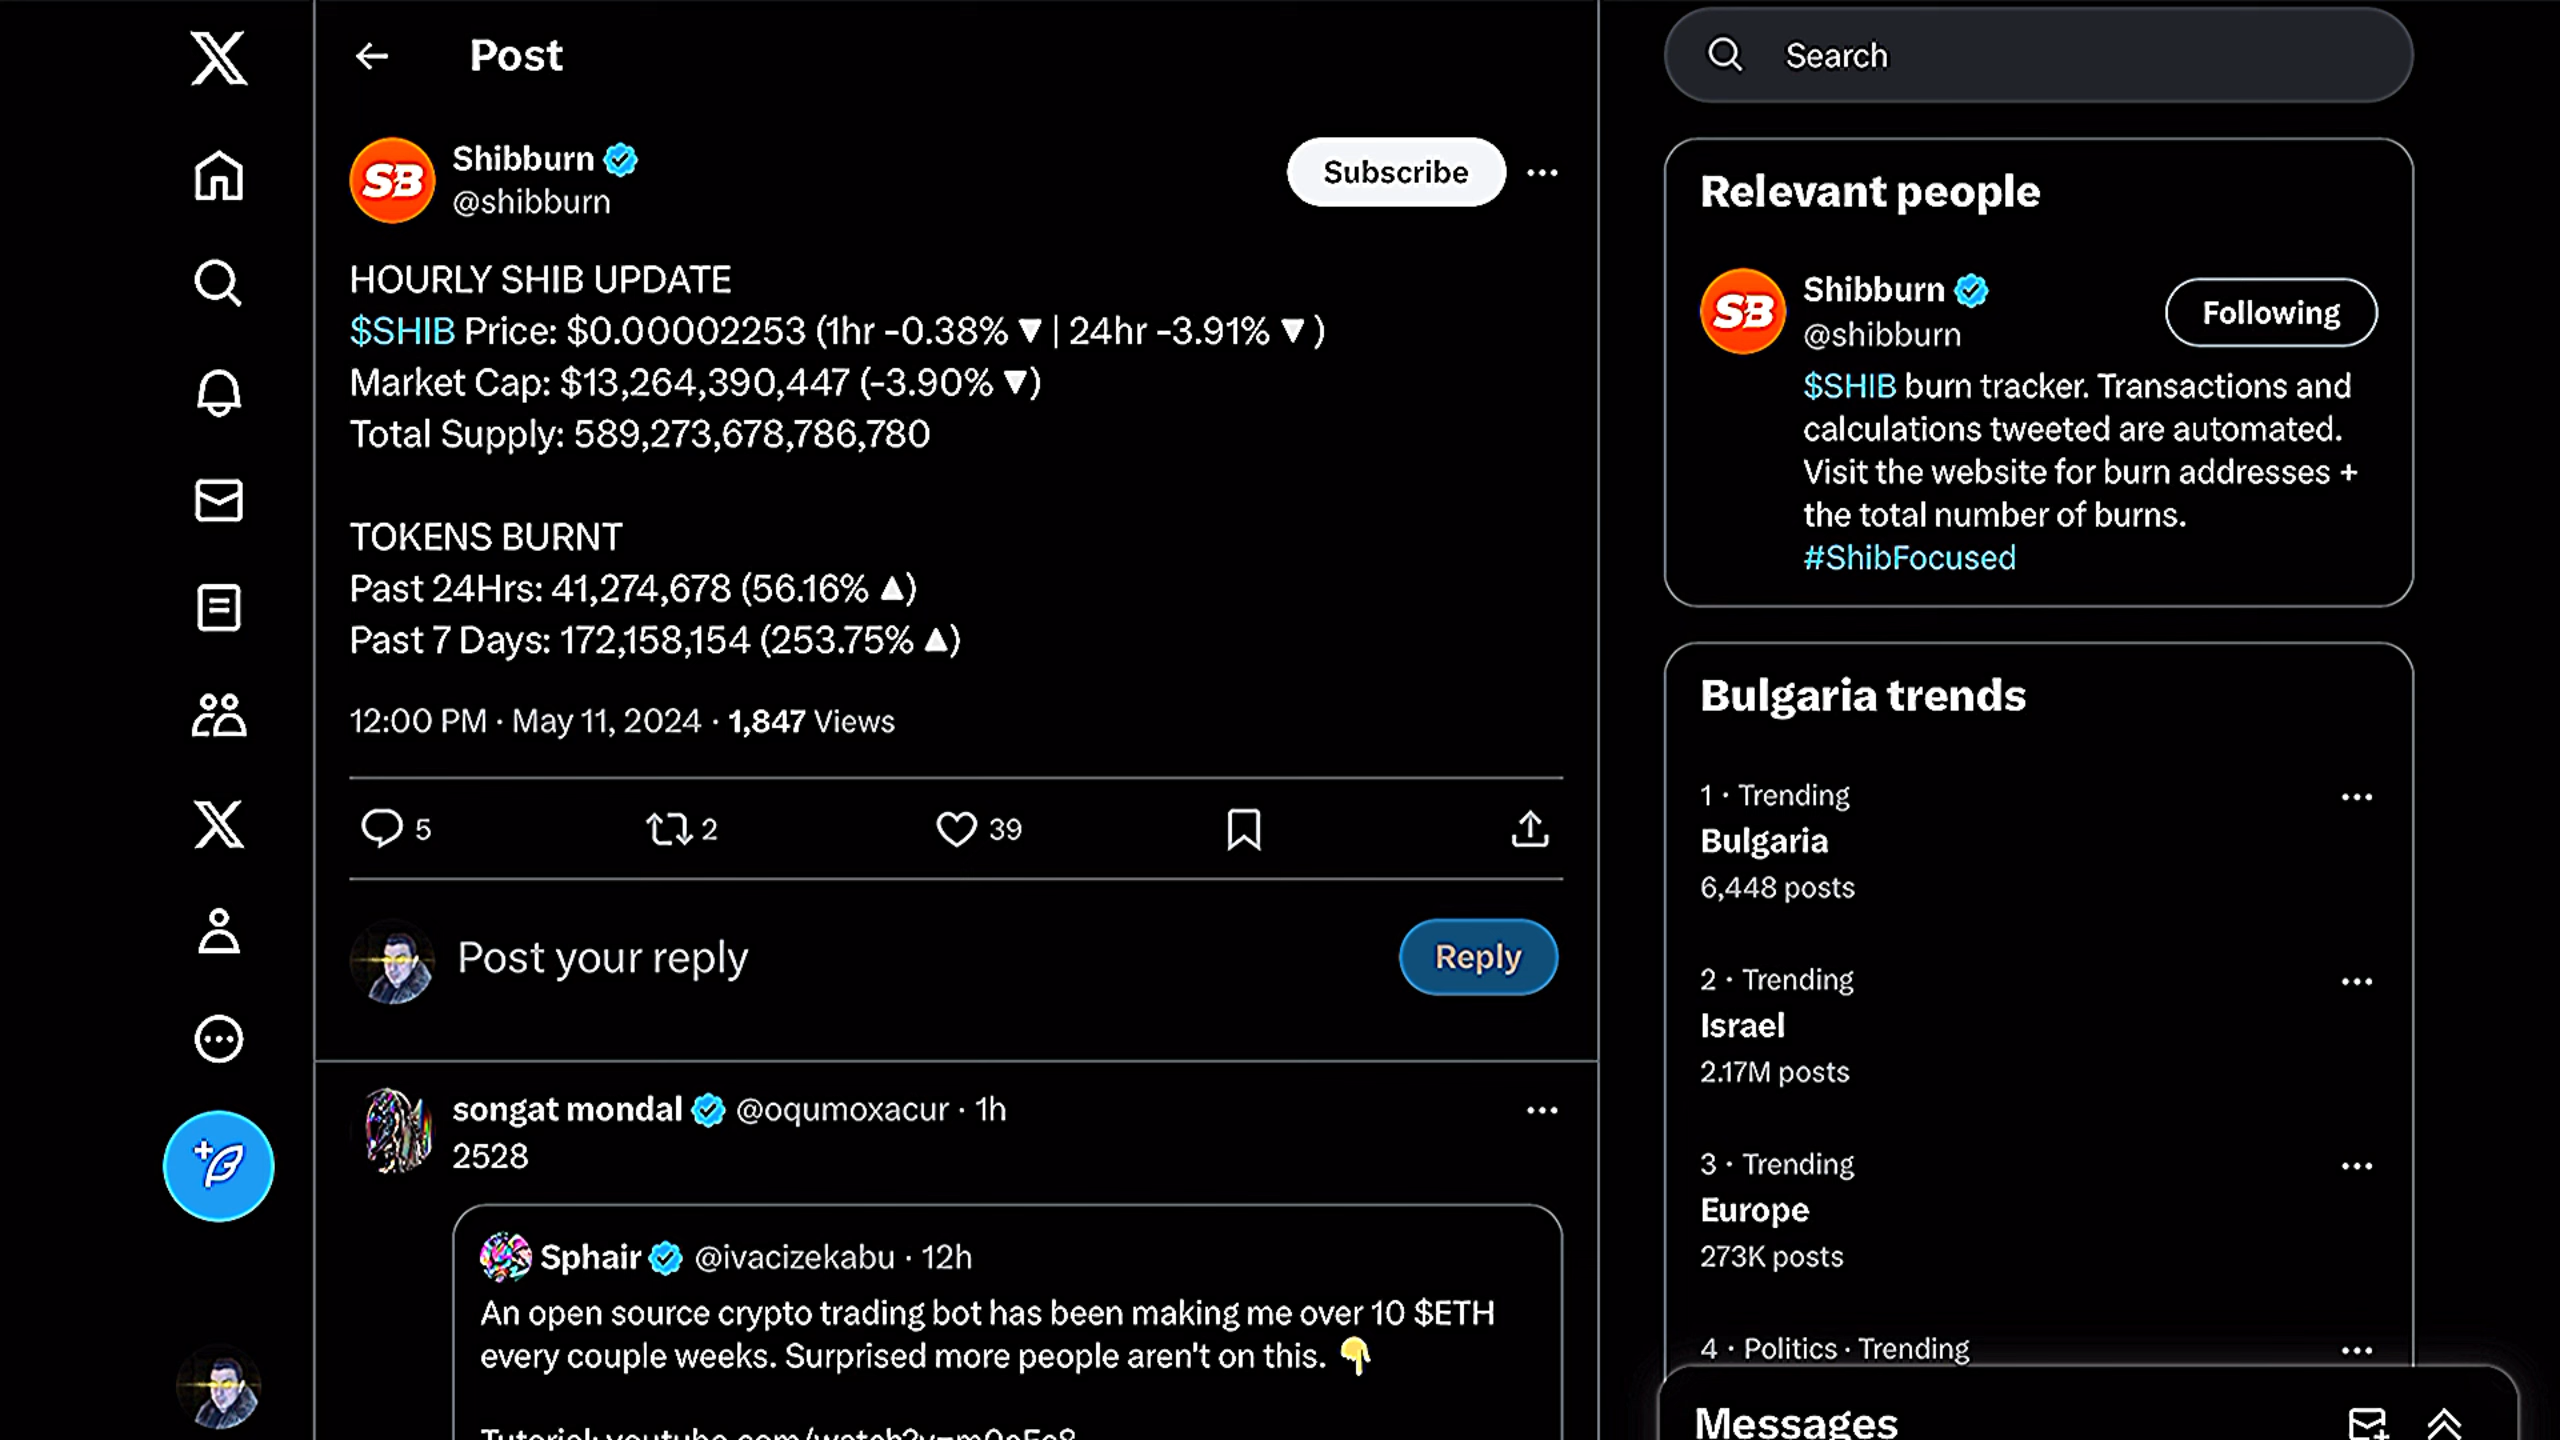 Post
SB
Shibburn
@shibburn
Subscribe
HOURLY SHIB UPDATE
$SHIB Price: $0.00002253 (1hr -0.38% ▼ | 24hr -3.91% ▼ )
Market Cap: $13,264,390,447 (-3.90% ▼)
Total Supply: 589,273,678,786,780
TOKENS BURNT
Past 24Hrs: 41,274,678 (56.16% ▲)
Past 7 Days: 172,158,154 (253.75% ▲)
12:00 PM · May 11, 2024 · 1,847 Views
5 2 39
Post your reply
Reply
songat mondal @oqumoxacur · 1h
2528
Sphair @ivacizekabu · 12h
An open source crypto trading bot has been making me over 10 $ETH
every couple weeks. Surprised more people aren't on this. 👇
Search
Relevant people
SB
Shibburn
@shibburn
Following
$SHIB burn tracker. Transactions and
calculations tweeted are automated.
Visit the website for burn addresses +
the total number of burns.
#ShibFocused
Bulgaria trends
1 · Trending
Bulgaria
6,448 posts
2 · Trending
Israel
2.17M posts
3 · Trending
Europe
273K posts
4 · Politics · Trending
Messages